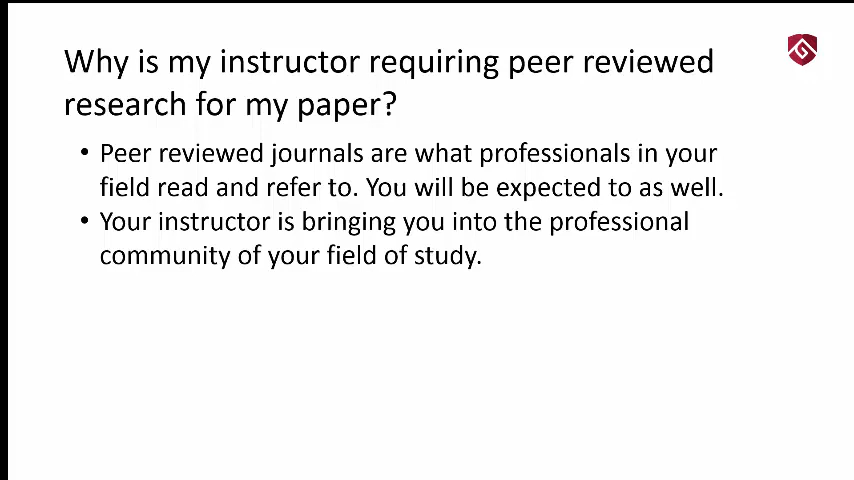 Why is my instructor requiring peer reviewed
research for my paper?
• Peer reviewed journals are what professionals in your
field read and refer to. You will be expected to as well.
• Your instructor is bringing you into the professional
community of your field of study.